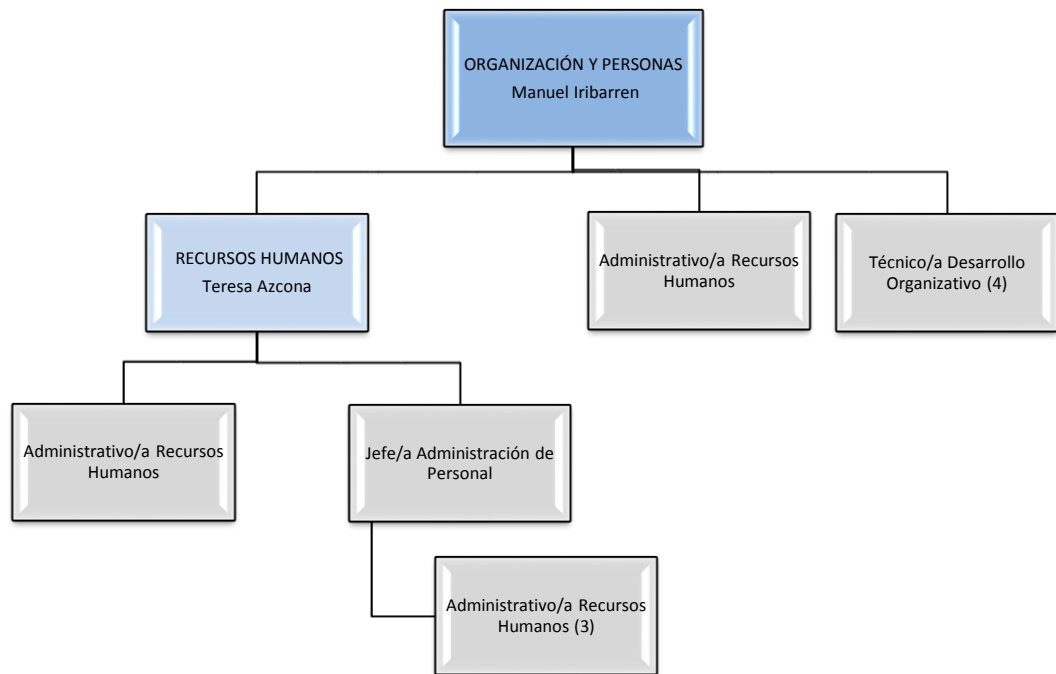 ORGANIZACIÓN Y PERSONAS
Manuel Iribarren
RECURSOS HUMANOS
Teresa Azcona
Administrativo/a Recursos
Humanos
Técnico/a Desarrollo
Organizativo (4)
Administrativo/a Recursos
Humanos
Jefe/a Administración de
Personal
Administrativo/a Recursos
Humanos (3)